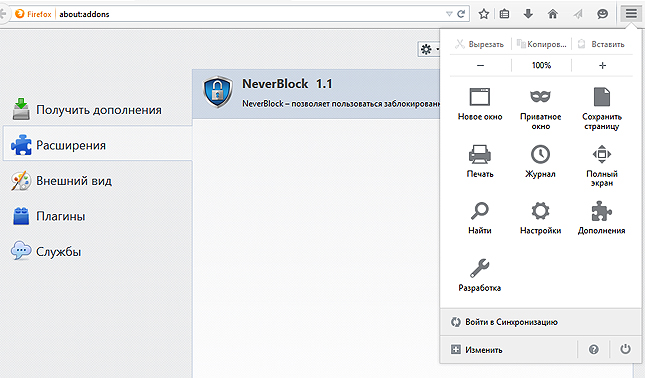 Firefox about:addons
Вырезать Копиров... Вставить
100%
Новое окно
Приватное
окно
Сохранить
страницу
Печать
Журнал
Полный
экран
Найти
Настройки
Дополнения
Разработка
Войти в Синхронизацию
Изменить
Получить дополнения
Расширения
Внешний вид
Плагины
Службы
NeverBlock 1.1
NeverBlock – позволяет пользоваться заблокирован